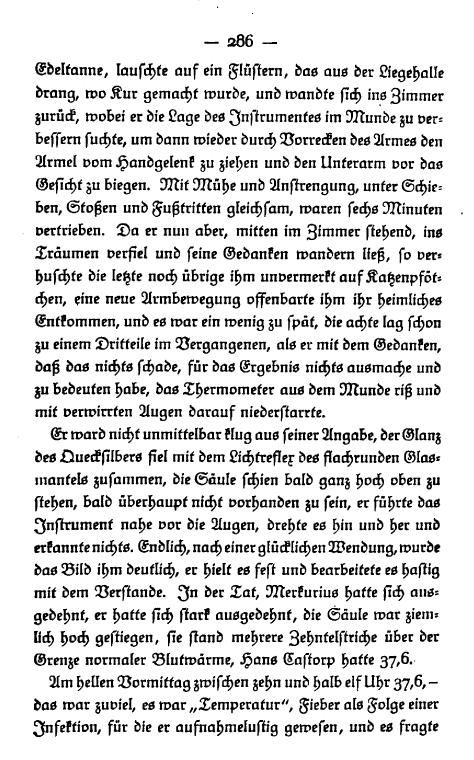 — 286 —
Edeltanne, lauschte auf ein Flüstern, das aus der Liegehalle
drang, wo Kur gemacht wurde, und wandte sich ins Zimmer
zurück, wobei er die Lage des Instrumentes im Munde zu ver-
bessern suchte, um dann wieder durch Vorrecken des Armes den
Ärmel vom Handgelenk zu ziehen und den Unterarm vor das
Gesicht zu biegen. Mit Mühe und Anstrengung, unter Schie-
ben, Stoßen und Fußtritten gleichsam, waren sechs Minuten
vertrieben. Da er nun aber, mitten im Zimmer stehend, ins
Träumen verfiel und seine Gedanken wandern ließ, so ver-
huschte die letzte noch übrige ihm unvermerkt auf Katzenpföt-
chen, eine neue Armbewegung offenbarte ihm ihr heimliches
Entkommen, und es war ein wenig zu spät, die achte lag schon
zu einem Dritteile im Vergangenen, als er mit dem Gedanken,
daß das nichts schade, für das Ergebnis nichts ausmache und
zu bedeuten habe, das Thermometer aus dem Munde riß und
mit verwirrten Augen darauf niederstarrte.
Er ward nicht unmittelbar klug aus seiner Angabe, der Glanz
des Quecksilbers fiel mit dem Lichtreflex des flachrunden Glas-
mantels zusammen, die Säule schien bald ganz hoch oben zu
stehen, bald überhaupt nicht vorhanden zu sein, er führte das
Instrument nahe vor die Augen, drehte es hin und her und
erkannte nichts. Endlich, nach einer glücklichen Wendung, wurde
das Bild ihm deutlich, er hielt es fest und bearbeitete es hastig
mit dem Verstande. In der Tat, Merkurius hatte sich aus-
gedehnt, er hatte sich stark ausgedehnt, die Säule war ziem-
lich hoch gestiegen, sie stand mehrere Zehntelstriche über der
Grenze normaler Blutwärme, Hans Castorp hatte 37,6.
Am hellen Vormittag zwischen zehn und halb elf Uhr 37,6, –
das war zuviel, es war „Temperatur“, Fieber als Folge einer
Infektion, für die er aufnahmelustig gewesen, und es fragte